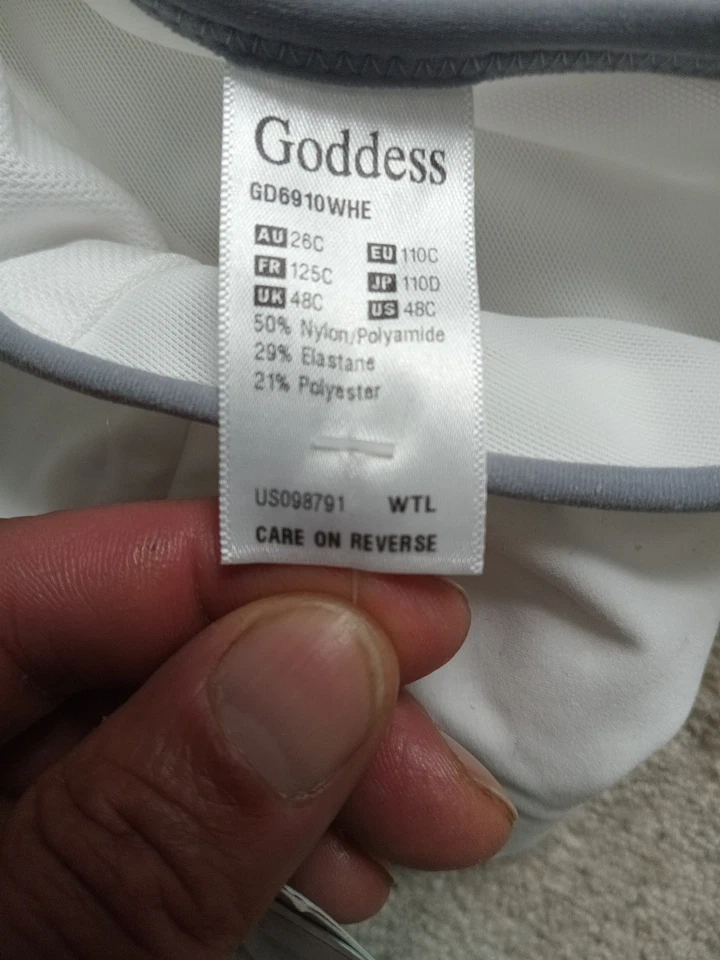 Goddess
GD6910WHE
AU 26C EU 110C
FR 125C JP 110D
UK 48C US 48C
50% Nylon/Polyamide
29% Elastane
21% Polyester
US098791 WTL
CARE ON REVERSE